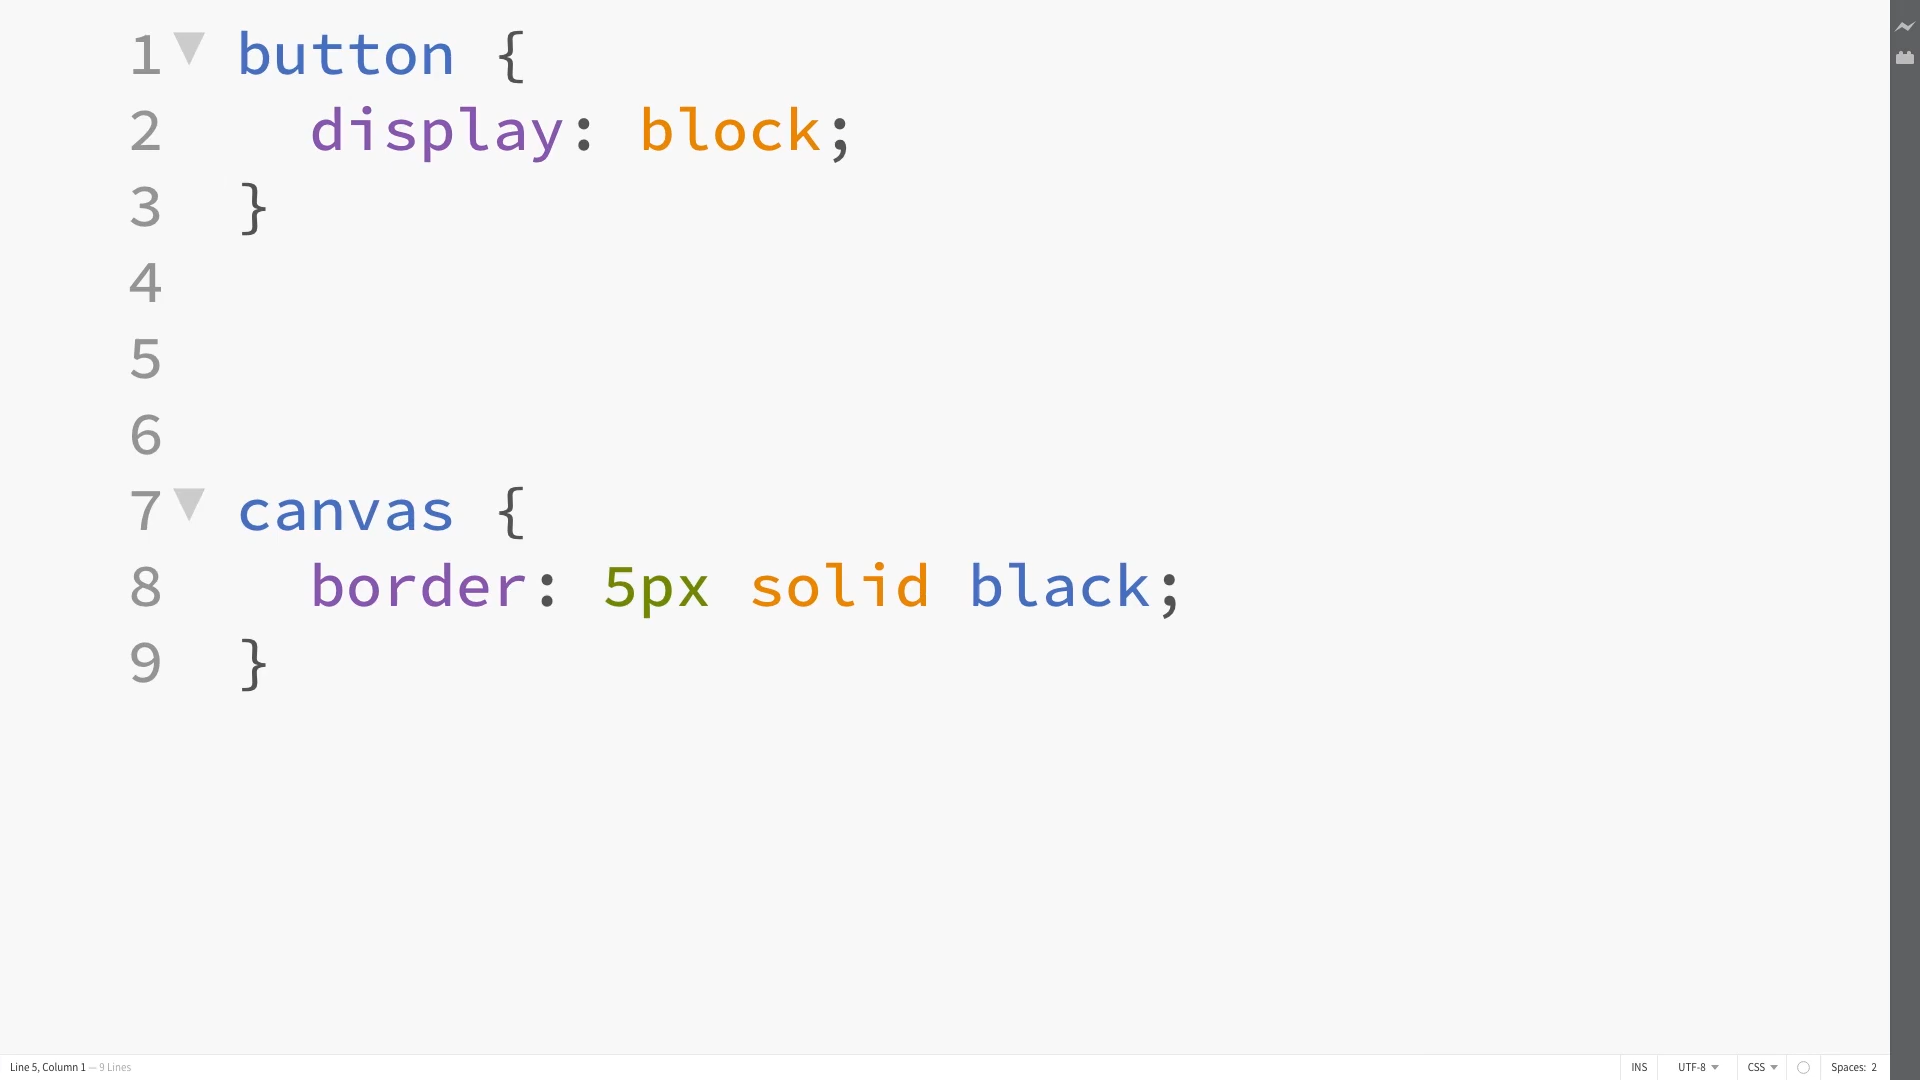 1 button {
2   display: block;
3 }
4
5
6
7 canvas {
8   border: 5px solid black;
9 }
Line 5, Column 1 — 9 Lines INS UTF-8 CSS Spaces: 2